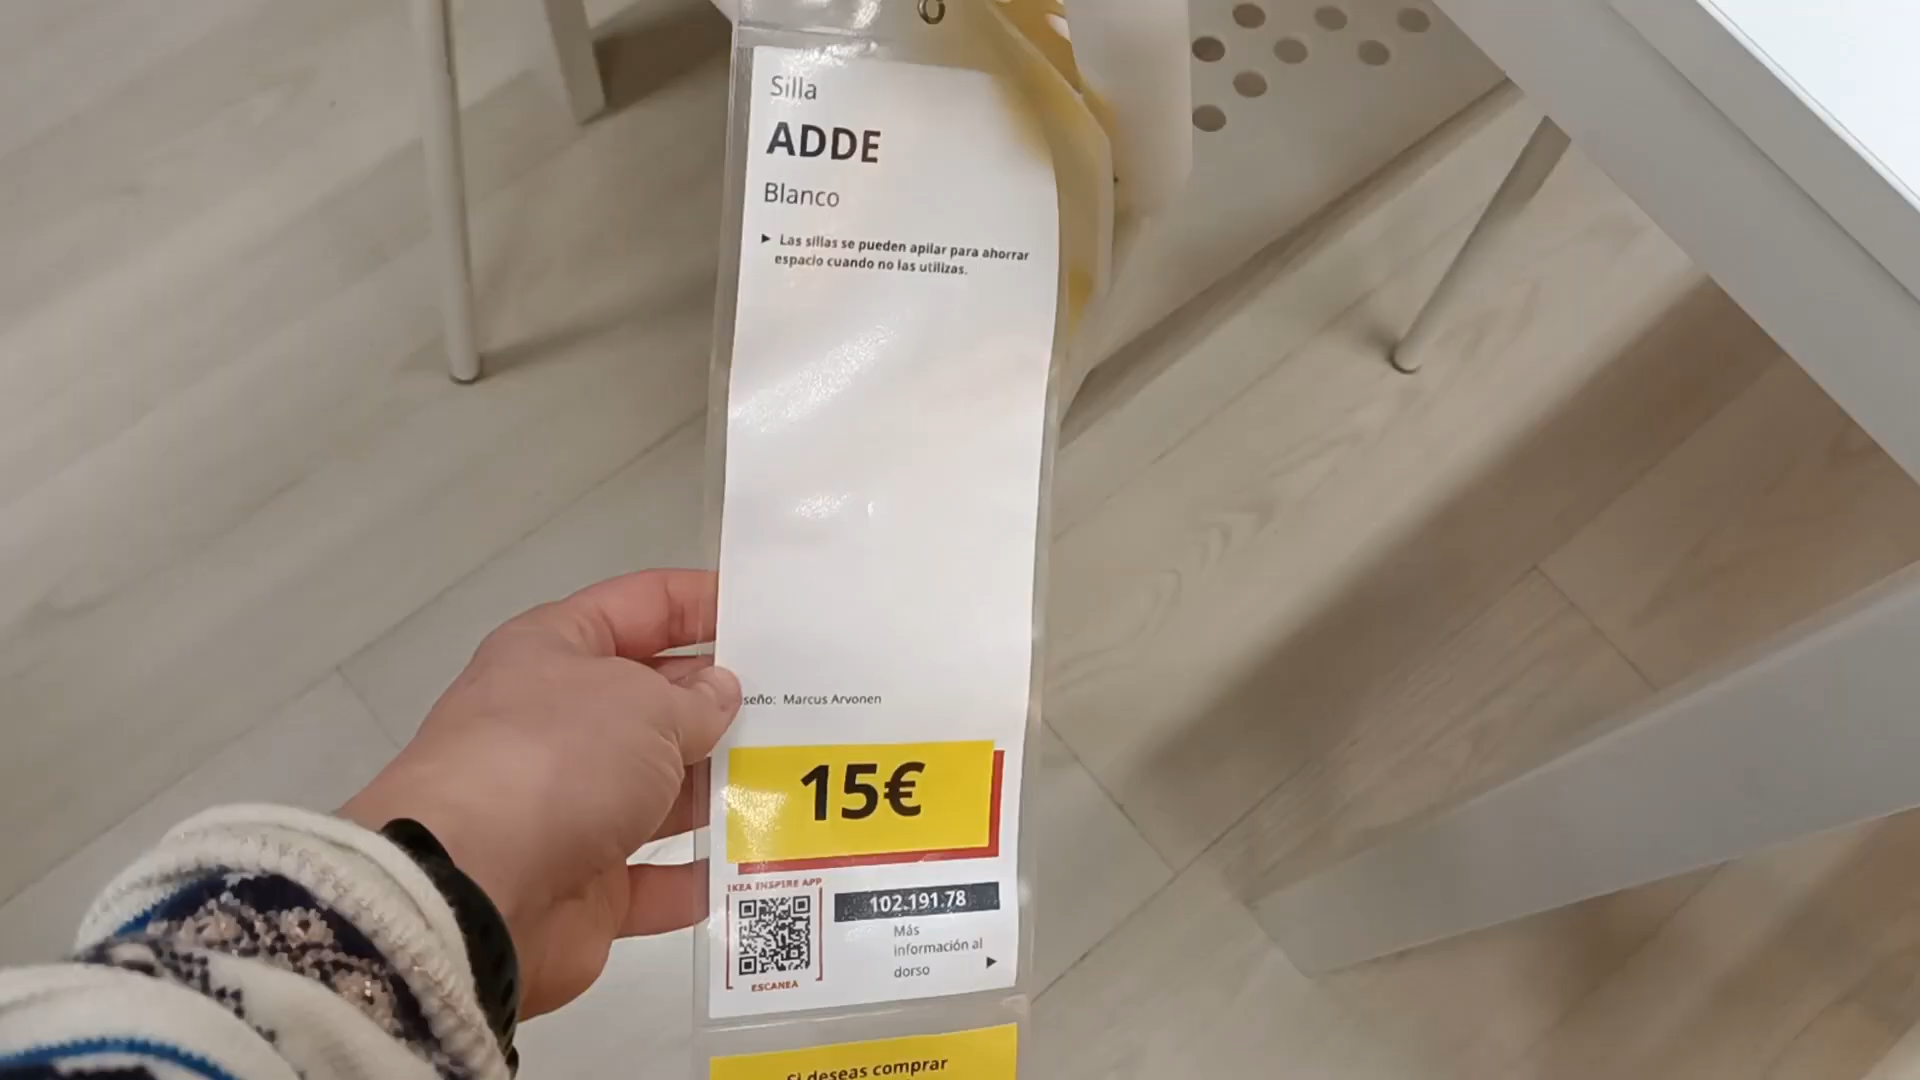 Silla
ADDE
Blanco
▶ Las sillas se pueden apilar para ahorrar
espacio cuando no las utilizas.
seño: Marcus Arvonen
15€
IKEA INSPIRE APP
102.191.78
Más
información al
dorso ▶
ESCANEA
Si deseas comprar